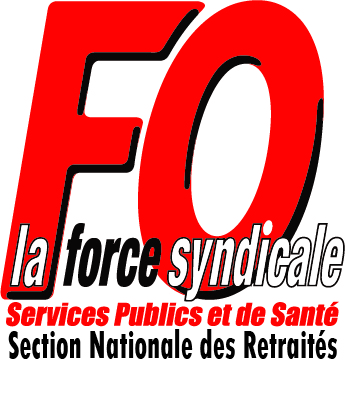 FO
la force syndicale
Services Publics et de Santé
Section Nationale des Retraités